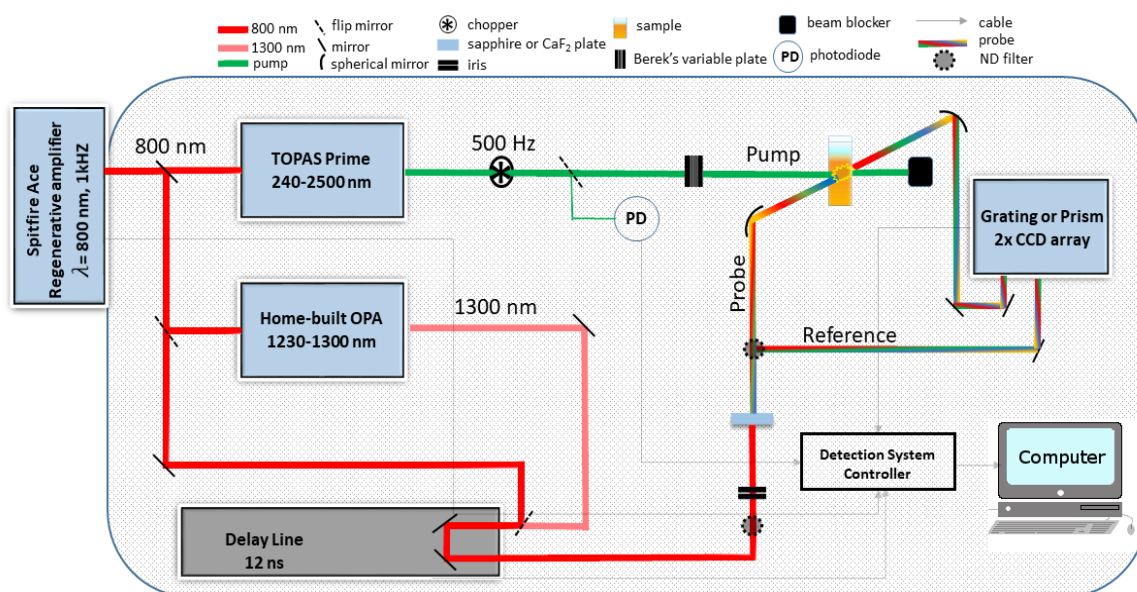 800 nm
1300 nm
pump
flip mirror
mirror
spherical mirror
chopper
sapphire or CaF₂ plate
iris
sample
Berek's variable plate
beam blocker
PD
photodiode
cable
probe
ND filter
Spitfire Ace
Regenerative amplifier
λ= 800 nm, 1kHZ
800 nm
TOPAS Prime
240-2500 nm
500 Hz
PD
Pump
Grating or Prism
2x CCD array
Home-built OPA
1230-1300 nm
1300 nm
Probe
Reference
Detection System
Controller
Computer
Delay Line
12 ns